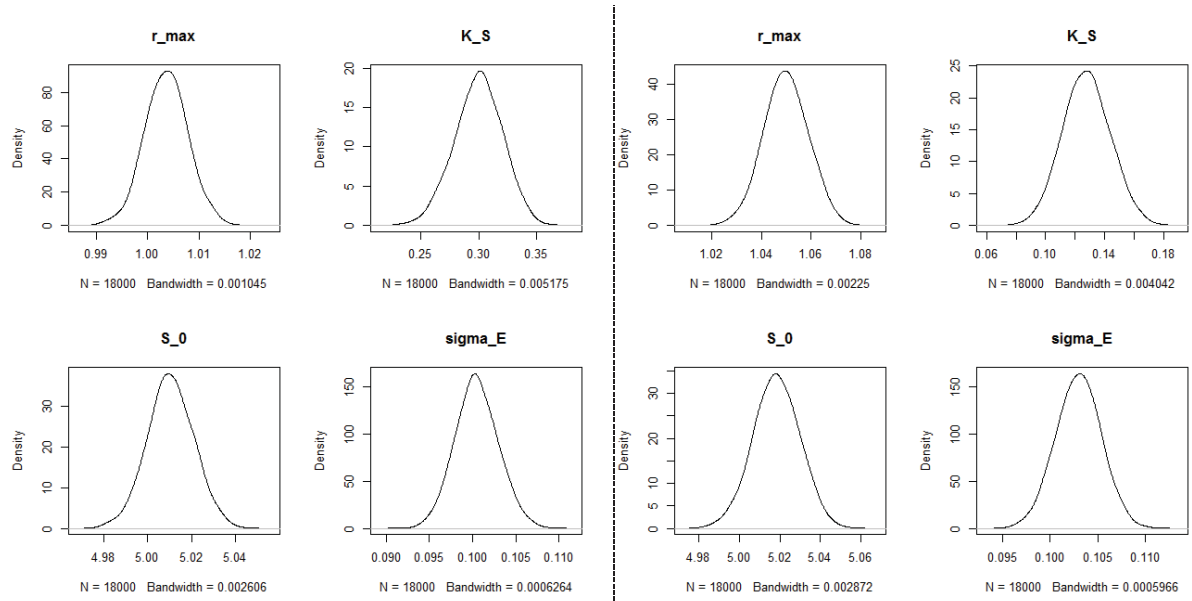 r_max
Density
0 20 40 60 80
0.99 1.00 1.01 1.02
N = 18000 Bandwidth = 0.001045
K_S
Density
0 5 10 15 20
0.25 0.30 0.35
N = 18000 Bandwidth = 0.005175
S_0
Density
0 10 20 30
4.98 5.00 5.02 5.04
N = 18000 Bandwidth = 0.002606
sigma_E
Density
0 50 100 150
0.090 0.095 0.100 0.105 0.110
N = 18000 Bandwidth = 0.0006264
r_max
Density
0 10 20 30 40
1.02 1.04 1.06 1.08
N = 18000 Bandwidth = 0.00225
K_S
Density
0 5 10 15 20 25
0.06 0.10 0.14 0.18
N = 18000 Bandwidth = 0.004042
S_0
Density
0 5 10 20 30
4.98 5.00 5.02 5.04 5.06
N = 18000 Bandwidth = 0.002872
sigma_E
Density
0 50 100 150
0.095 0.100 0.105 0.110
N = 18000 Bandwidth = 0.0005966